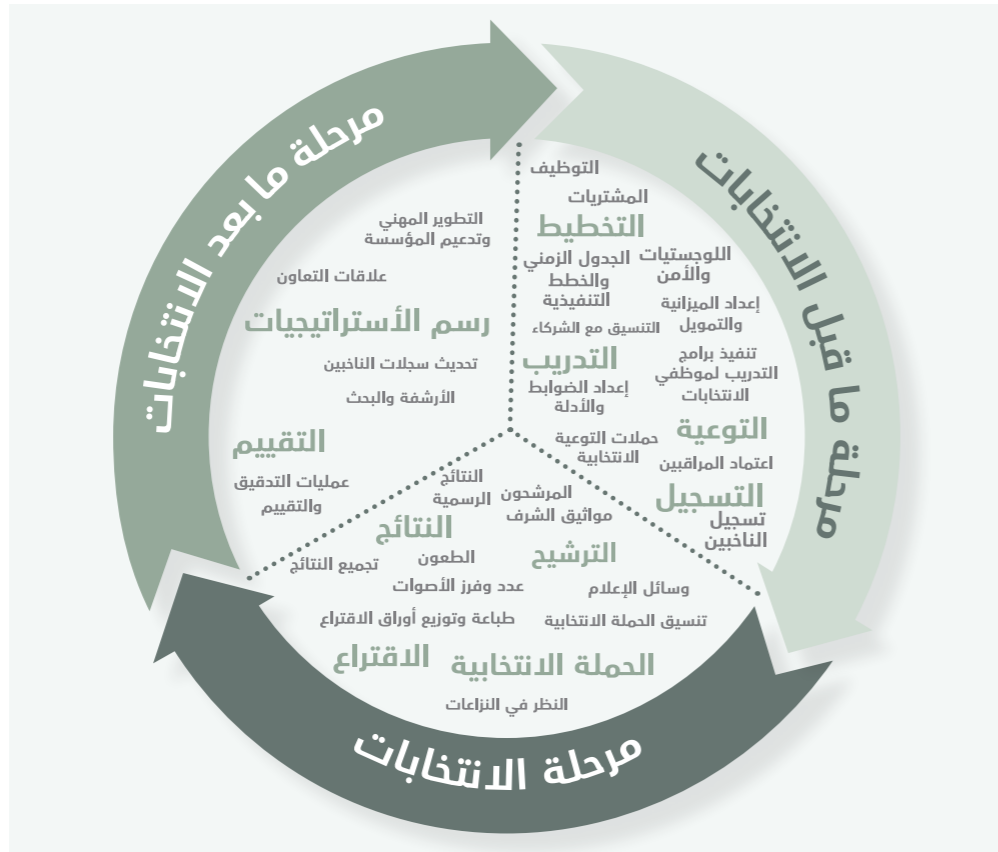 مرحلة ما قبل الانتخابات
التوظيف
المشتريات
التخطيط
اللوجستيات
والأمن
الجدول الزمني
والخطط
التنفيذية
إعداد الميزانية
والتمويل
التنسيق مع الشركاء
التدريب
تنفيذ برامج
التدريب لموظفي
الانتخابات
إعداد الضوابط
والأدلة
التوعية
حملات التوعية
الانتخابية
اعتماد المراقبين
التسجيل
تسجيل
الناخبين
مرحلة الانتخابات
المرشحون
مواثيق الشرف
الترشيح
وسائل الإعلام
تنسيق الحملة الانتخابية
الحملة الانتخابية
النظر في النزاعات
الاقتراع
طباعة وتوزيع أوراق الاقتراع
عدد وفرز الأصوات
الطعون
تجميع النتائج
النتائج
النتائج
الرسمية
مرحلة ما بعد الانتخابات
التطوير المهني
وتدعيم المؤسسة
علاقات التعاون
رسم الأستراتيجيات
تحديث سجلات الناخبين
الأرشفة والبحث
التقييم
عمليات التدقيق
والتقييم